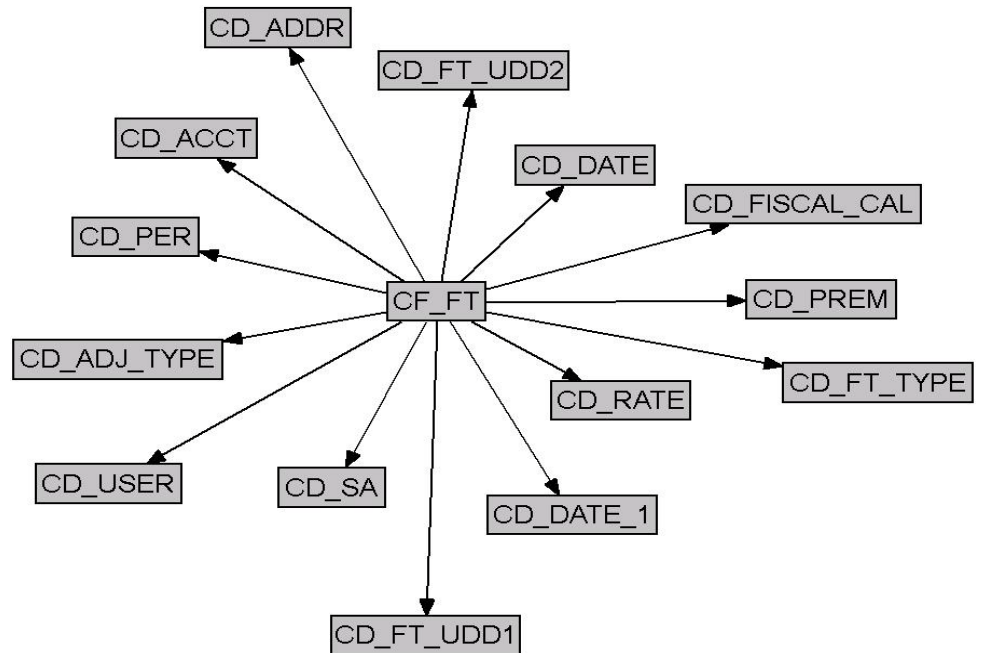 CD_ADDR
CD_FT_UDD2
CD_ACCT
CD_DATE
CD_FISCAL_CAL
CD_PER
CF_FT
CD_PREM
CD_ADJ_TYPE
CD_FT_TYPE
CD_RATE
CD_USER
CD_SA
CD_DATE_1
CD_FT_UDD1